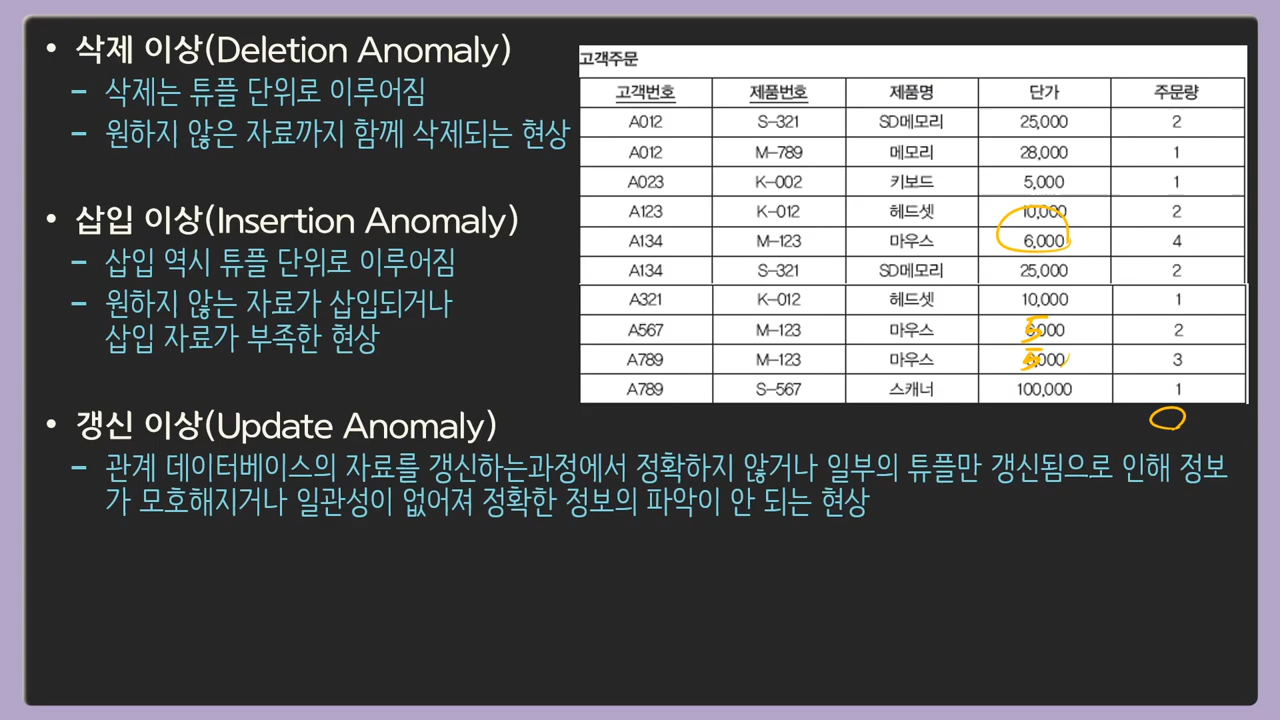 • 삭제 이상(Deletion Anomaly)
– 삭제는 튜플 단위로 이루어짐
– 원하지 않은 자료까지 함께 삭제되는 현상
• 삽입 이상(Insertion Anomaly)
– 삽입 역시 튜플 단위로 이루어짐
– 원하지 않는 자료가 삽입되거나
삽입 자료가 부족한 현상
• 갱신 이상(Update Anomaly)
– 관계 데이터베이스의 자료를 갱신하는과정에서 정확하지 않거나 일부의 튜플만 갱신됨으로 인해 정보
가 모호해지거나 일관성이 없어져 정확한 정보의 파악이 안 되는 현상
고객주문
고객번호 제품번호 제품명 단가 주문량
A012 S-321 SD메모리 25,000 2
A012 M-789 메모리 28,000 1
A023 K-002 키보드 5,000 1
A123 K-012 헤드셋 10,000 2
A134 M-123 마우스 6,000 4
A134 S-321 SD메모리 25,000 2
A321 K-012 헤드셋 10,000 1
A567 M-123 마우스 2
A789 M-123 마우스 3
A789 S-567 스캐너 100,000 1